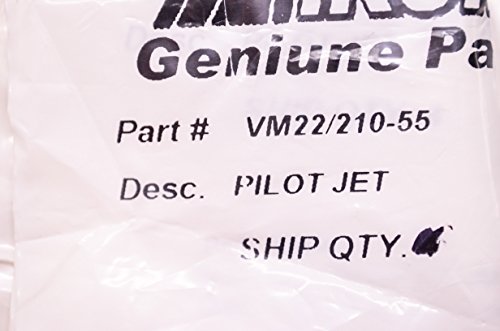 Geniune Pa
Part # VM22/210-55
Desc. PILOT JET
SHIP QTY.